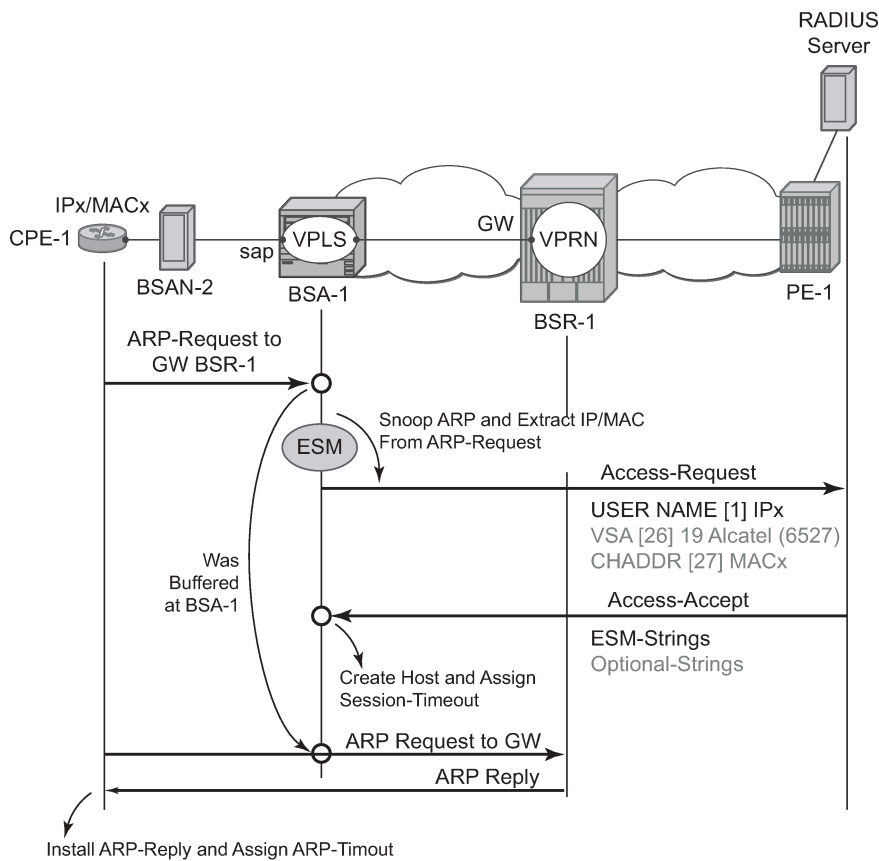 RADIUS
Server
IPx/MACx
CPE-1
BSAN-2
sap
VPLS
BSA-1
GW
VPRN
BSR-1
PE-1
ARP-Request to
GW BSR-1
Snoop ARP and Extract IP/MAC
From ARP-Request
ESM
Access-Request
USER NAME [1] IPx
VSA [26] 19 Alcatel (6527)
CHADDR [27] MACx
Was
Buffered
at BSA-1
Access-Accept
ESM-Strings
Optional-Strings
Create Host and Assign
Session-Timeout
ARP Request to GW
ARP Reply
Install ARP-Reply and Assign ARP-Timout